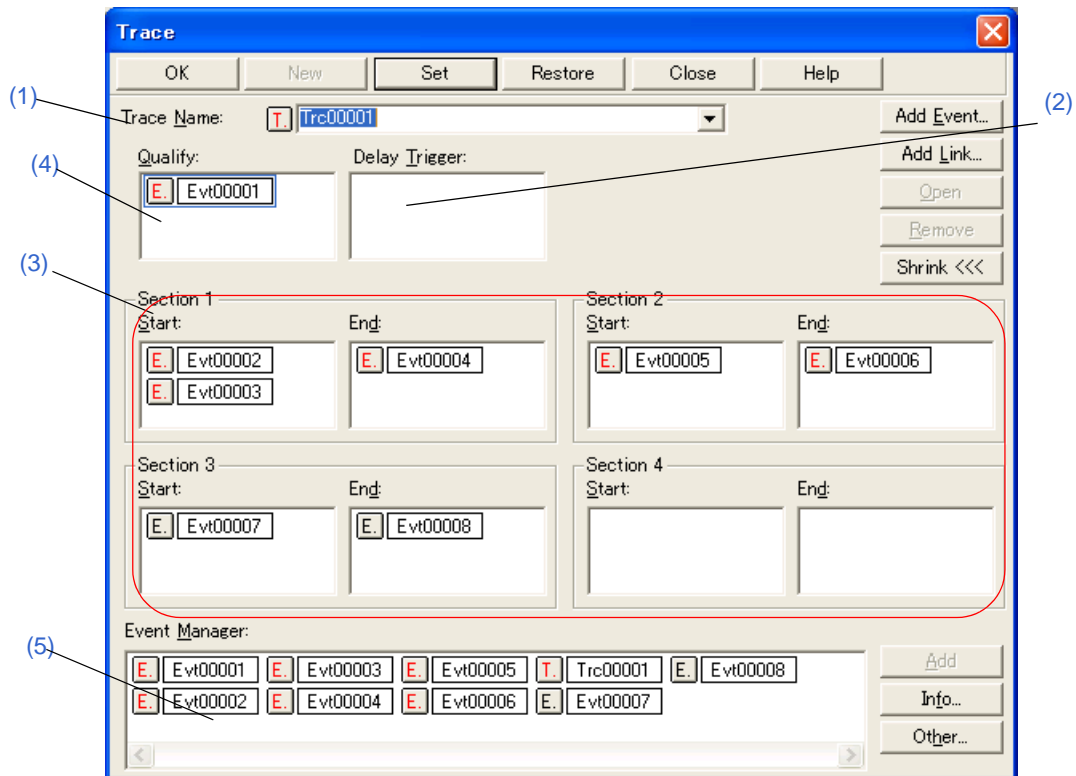 Trace
OK New Set Restore Close Help
(1)
Trace Name: T. Trc00001
Add Event...
(2)
Qualify: Delay Trigger:
Add Link...
(4)
E. Evt00001
Open
Remove
(3)
Shrink <<<
Section 1 Section 2
Start: End: Start: End:
E. Evt00002 E. Evt00004 E. Evt00005 E. Evt00006
E. Evt00003
Section 3 Section 4
Start: End: Start: End:
E. Evt00007 E. Evt00008
Event Manager:
(5)
E. Evt00001 E. Evt00003 E. Evt00005 T. Trc00001 E. Evt00008
Add
E. Evt00002 E. Evt00004 E. Evt00006 E. Evt00007
Info...
Other...